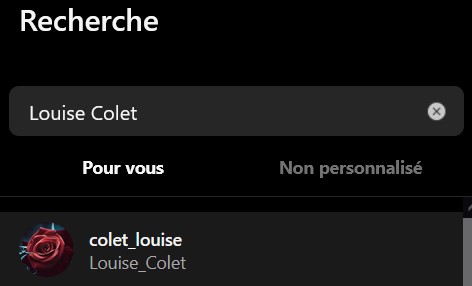 Recherche
Louise Colet
Pour vous
Non personnalisé
colet_louise
Louise_Colet